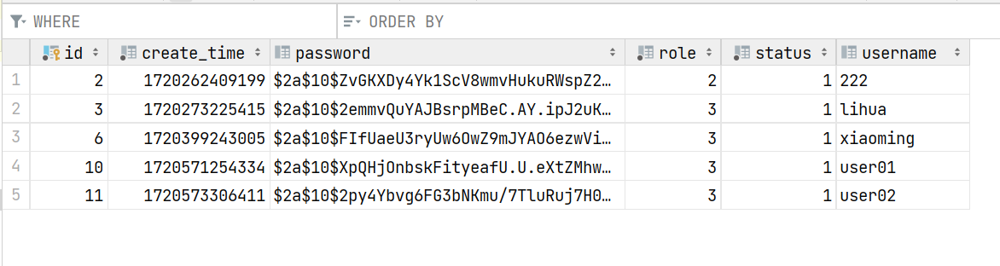 WHERE ORDER BY
id create_time password role status username
1 2 1720262409199 $2a$10$ZvGKXDy4Yk1ScV8wmvHukuRWspZ2… 2 1 222
2 3 1720273225415 $2a$10$2emmvQuYAJBsrpMBeC.AY.ipJ2uK… 3 1 lihua
3 6 1720399243005 $2a$10$FIfUaeU3ryUw6OwZ9mJYAO6ezwVi… 3 1 xiaoming
4 10 1720571254334 $2a$10$XpQHjOnbskFityeafU.U.eXtZMhw… 3 1 user01
5 11 1720573306411 $2a$10$2py4Ybvg6FG3bNKmu/7TluRuj7H0… 3 1 user02